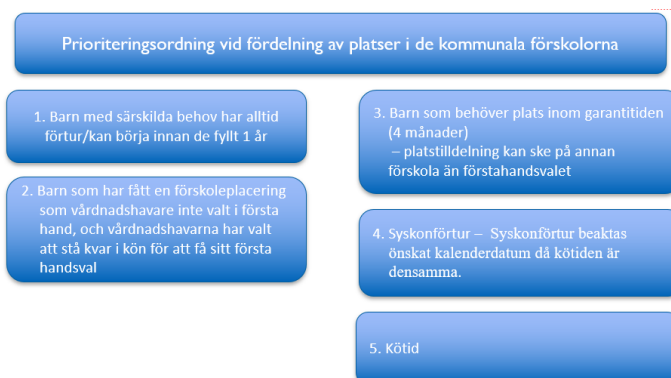 Prioriteringsordning vid fördelning av platser i de kommunala förskolorna
1. Barn med särskilda behov har alltid
förtur/kan börja innan de fyllt 1 år
2. Barn som har fått en förskoleplacering
som vårdnadshavare inte valt i första
hand, och vårdnadshavarna har valt
att stå kvar i kön för att få sitt första
handsval
3. Barn som behöver plats inom garantitiden
(4 månader)
– platstilldelning kan ske på annan
förskola än förstahandsvalet
4. Syskonförtur – Syskonförtur beaktas
önskat kalenderdatum då kötiden är
densamma.
5. Kötid